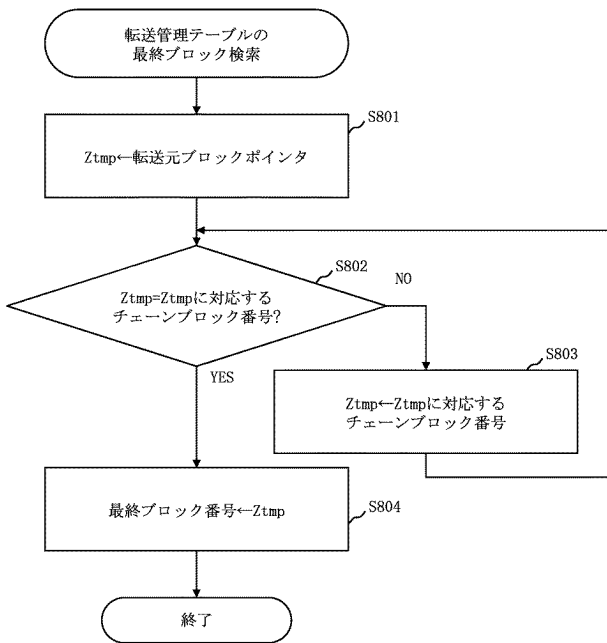 転送管理テーブルの
最終ブロック検索
S801
Ztmp←転送元ブロックポインタ
S802
Ztmp=Ztmpに対応する
チェーンブロック番号?
NO
YES
S803
Ztmp←Ztmpに対応する
チェーンブロック番号
S804
最終ブロック番号←Ztmp
終了